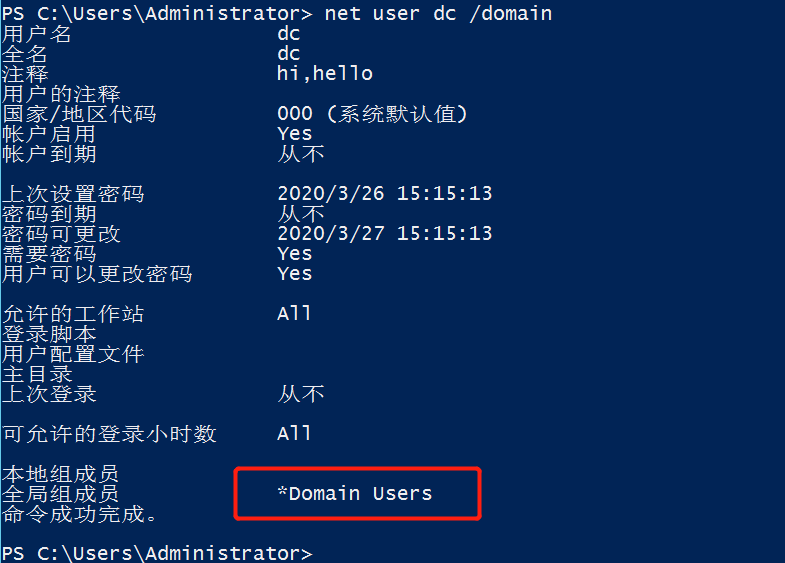 PS C:\Users\Administrator> net user dc /domain
用户名 dc
全名 dc
注释 hi,hello
用户的注释
国家/地区代码 000 (系统默认值)
帐户启用 Yes
帐户到期 从不
上次设置密码 2020/3/26 15:15:13
密码到期 从不
密码可更改 2020/3/27 15:15:13
需要密码 Yes
用户可以更改密码 Yes
允许的工作站 All
登录脚本
用户配置文件
主目录
上次登录 从不
可允许的登录小时数 All
本地组成员
全局组成员 *Domain Users
命令成功完成。
PS C:\Users\Administrator>